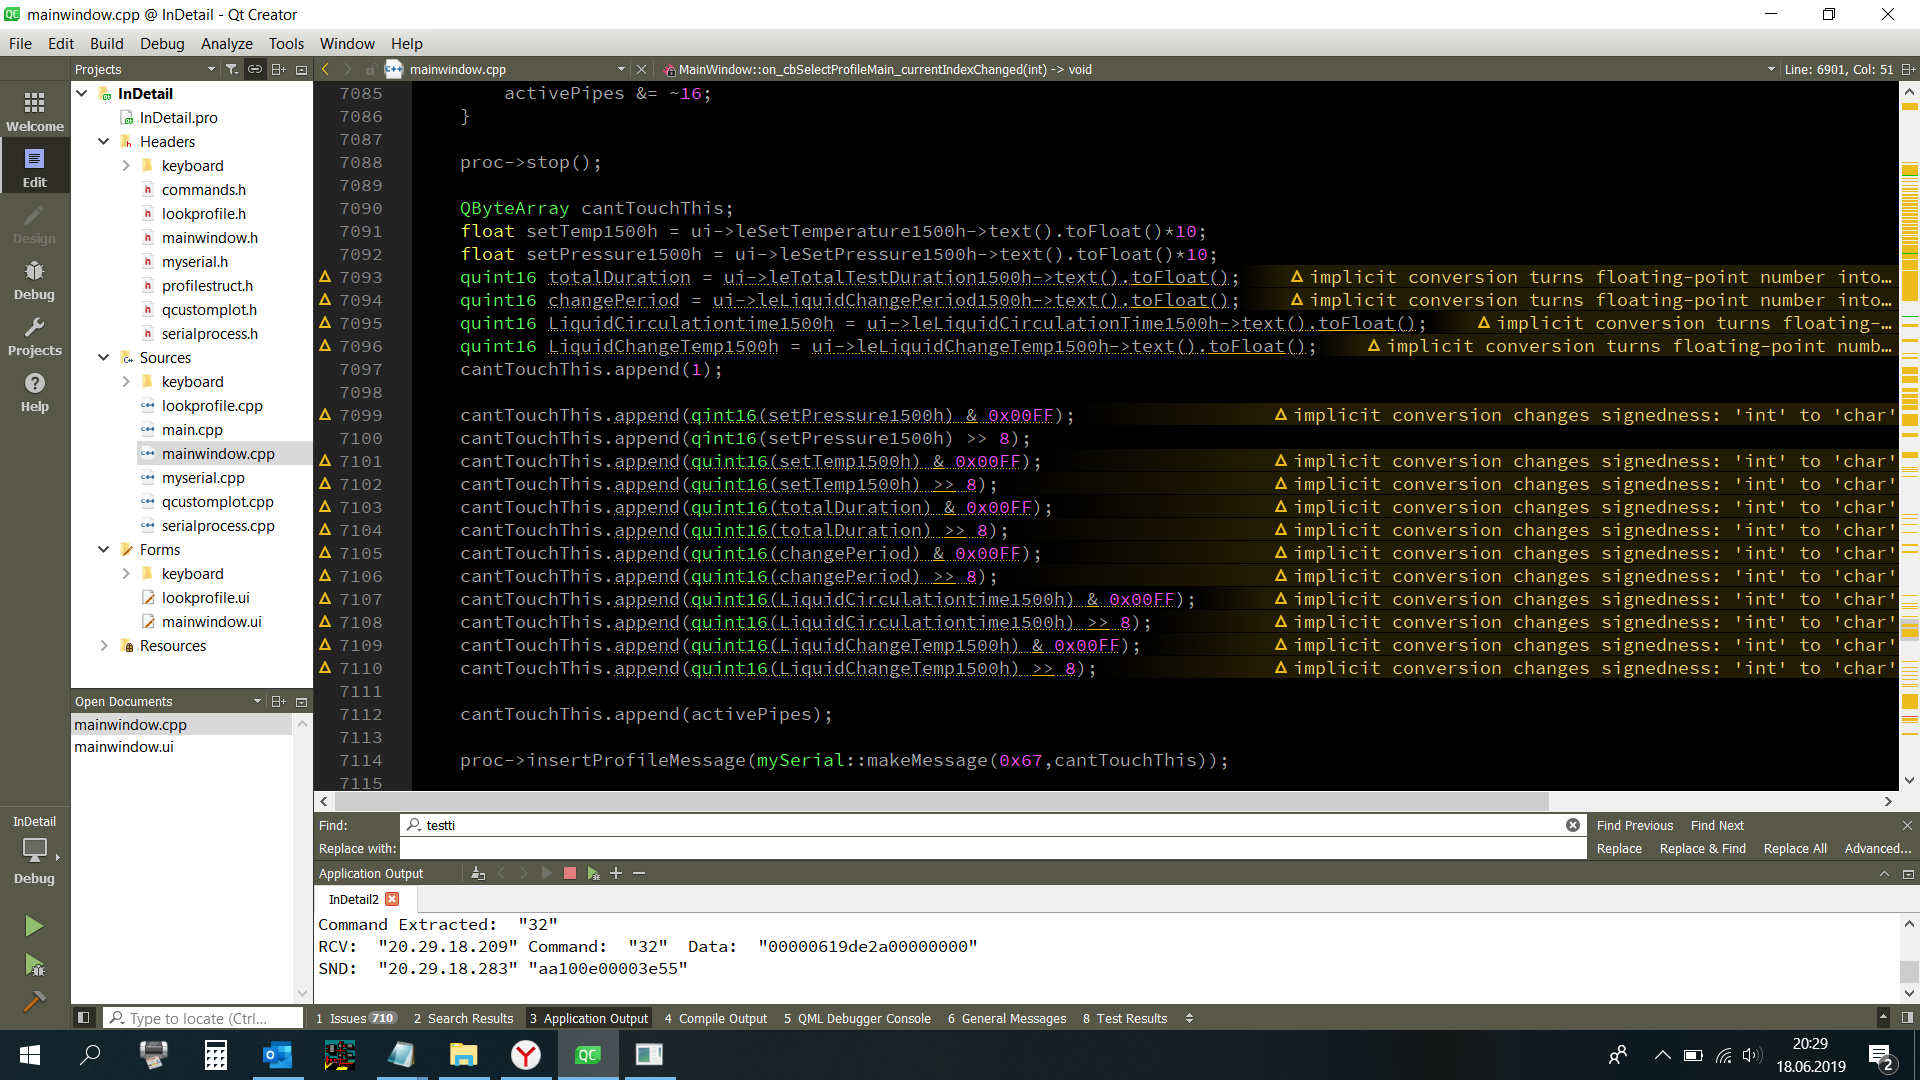 mainwindow.cpp @ InDetail - Qt Creator
File Edit Build Debug Analyze Tools Window Help
Projects
mainwindow.cpp
MainWindow::on_cbSelectProfileMain_currentIndexChanged(int) -> void
Line: 6901, Col: 51
Welcome
Edit
Design
Debug
Projects
Help
InDetail
InDetail.pro
Headers
keyboard
commands.h
lookprofile.h
mainwindow.h
myserial.h
profilestruct.h
qcustomplot.h
serialprocess.h
Sources
keyboard
lookprofile.cpp
main.cpp
mainwindow.cpp
myserial.cpp
qcustomplot.cpp
serialprocess.cpp
Forms
keyboard
lookprofile.ui
mainwindow.ui
Resources
7085 activePipes &= ~16;
7086 }
7087
7088 proc->stop();
7089
7090 QByteArray cantTouchThis;
7091 float setTemp1500h = ui->leSetTemperature1500h->text().toFloat()*10;
7092 float setPressure1500h = ui->leSetPressure1500h->text().toFloat()*10;
7093 quint16 totalDuration = ui->leTotalTestDuration1500h->text().toFloat(); implicit conversion turns floating-point number into…
7094 quint16 changePeriod = ui->leLiquidChangePeriod1500h->text().toFloat(); implicit conversion turns floating-point number into…
7095 quint16 LiquidCirculationtime1500h = ui->leLiquidCirculationTime1500h->text().toFloat(); implicit conversion turns floating-…
7096 quint16 LiquidChangeTemp1500h = ui->leLiquidChangeTemp1500h->text().toFloat(); implicit conversion turns floating-point numb…
7097 cantTouchThis.append(1);
7098
7099 cantTouchThis.append(qint16(setPressure1500h) & 0x00FF); implicit conversion changes signedness: 'int' to 'char'
7100 cantTouchThis.append(qint16(setPressure1500h) >> 8);
7101 cantTouchThis.append(quint16(setTemp1500h) & 0x00FF); implicit conversion changes signedness: 'int' to 'char'
7102 cantTouchThis.append(quint16(setTemp1500h) >> 8); implicit conversion changes signedness: 'int' to 'char'
7103 cantTouchThis.append(quint16(totalDuration) & 0x00FF); implicit conversion changes signedness: 'int' to 'char'
7104 cantTouchThis.append(quint16(totalDuration) >> 8); implicit conversion changes signedness: 'int' to 'char'
7105 cantTouchThis.append(quint16(changePeriod) & 0x00FF); implicit conversion changes signedness: 'int' to 'char'
7106 cantTouchThis.append(quint16(changePeriod) >> 8); implicit conversion changes signedness: 'int' to 'char'
7107 cantTouchThis.append(quint16(LiquidCirculationtime1500h) & 0x00FF); implicit conversion changes signedness: 'int' to 'char'
7108 cantTouchThis.append(quint16(LiquidCirculationtime1500h) >> 8); implicit conversion changes signedness: 'int' to 'char'
7109 cantTouchThis.append(quint16(LiquidChangeTemp1500h) & 0x00FF); implicit conversion changes signedness: 'int' to 'char'
7110 cantTouchThis.append(quint16(LiquidChangeTemp1500h) >> 8); implicit conversion changes signedness: 'int' to 'char'
7111
7112 cantTouchThis.append(activePipes);
7113
7114 proc->insertProfileMessage(mySerial::makeMessage(0x67,cantTouchThis));
7115
Open Documents
mainwindow.cpp
mainwindow.ui
Find: testti Find Previous Find Next
Replace with: Replace Replace & Find Replace All Advanced...
InDetail
Debug
Application Output
InDetail2
Command Extracted: "32"
RCV: "20.29.18.209" Command: "32" Data: "00000619de2a00000000"
SND: "20.29.18.283" "aa100e00003e55"
Type to locate (Ctrl...
1 Issues 710 2 Search Results 3 Application Output 4 Compile Output 5 QML Debugger Console 6 General Messages 8 Test Results
20:29
18.06.2019
2